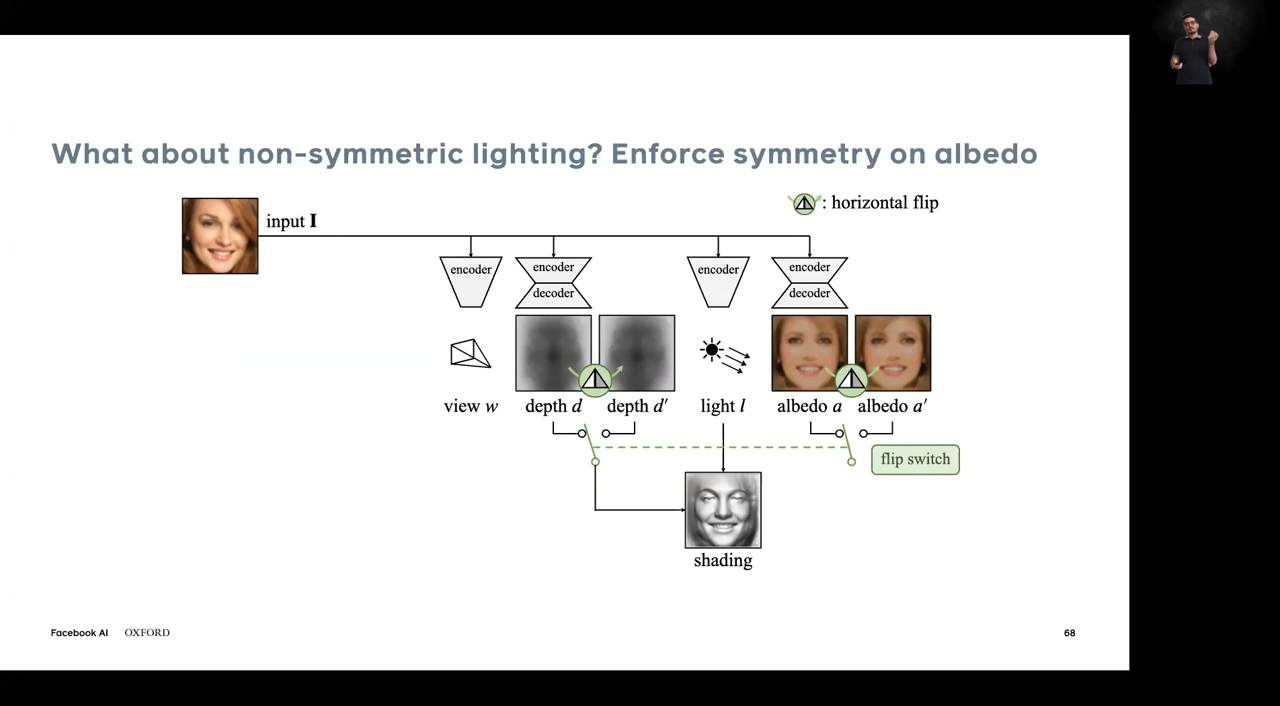 What about non-symmetric lighting? Enforce symmetry on albedo
: horizontal flip
input I
encoder
encoder
decoder
encoder
encoder
decoder
view w
depth d
depth d′
light l
albedo a
albedo a′
flip switch
shading
Facebook AI
OXFORD
68